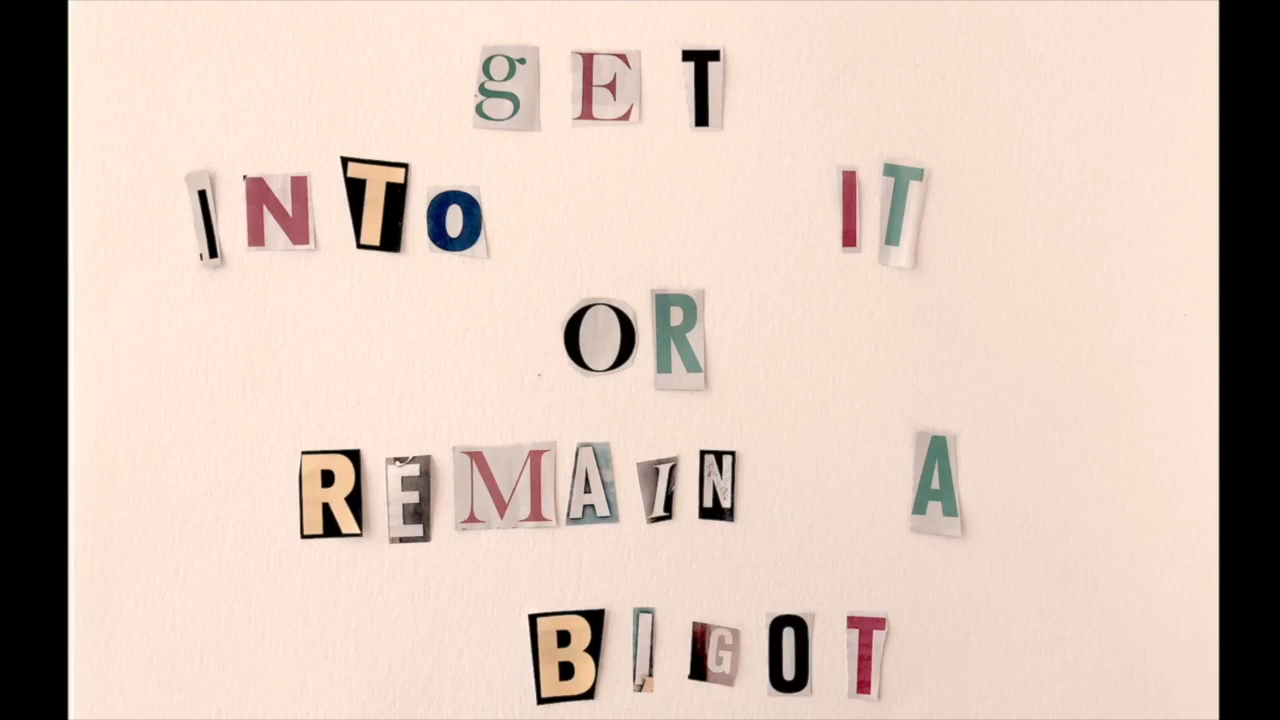 gET
INTo IT
OR
REMAIN A
BIGOT